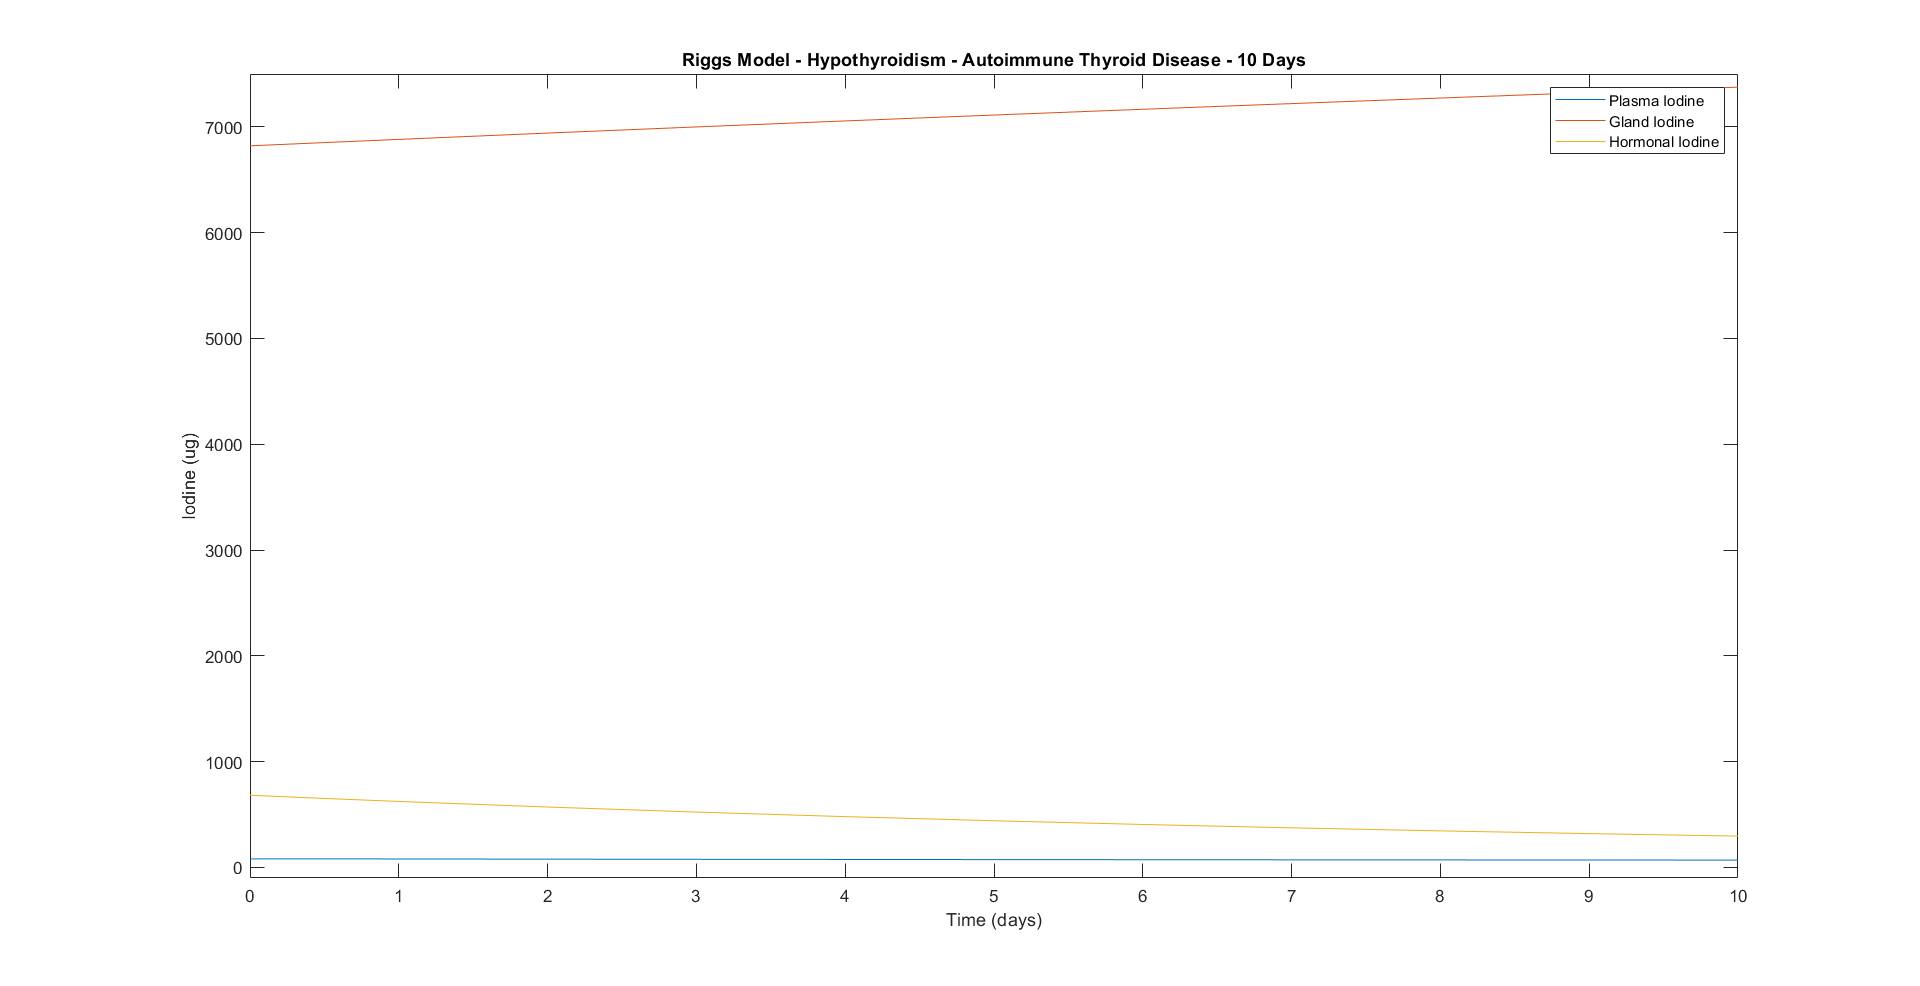 Riggs Model - Hypothyroidism - Autoimmune Thyroid Disease - 10 Days
Plasma Iodine
Gland Iodine
Hormonal Iodine
7000
6000
5000
4000
3000
2000
1000
0
Iodine (ug)
0 1 2 3 4 5 6 7 8 9 10
Time (days)